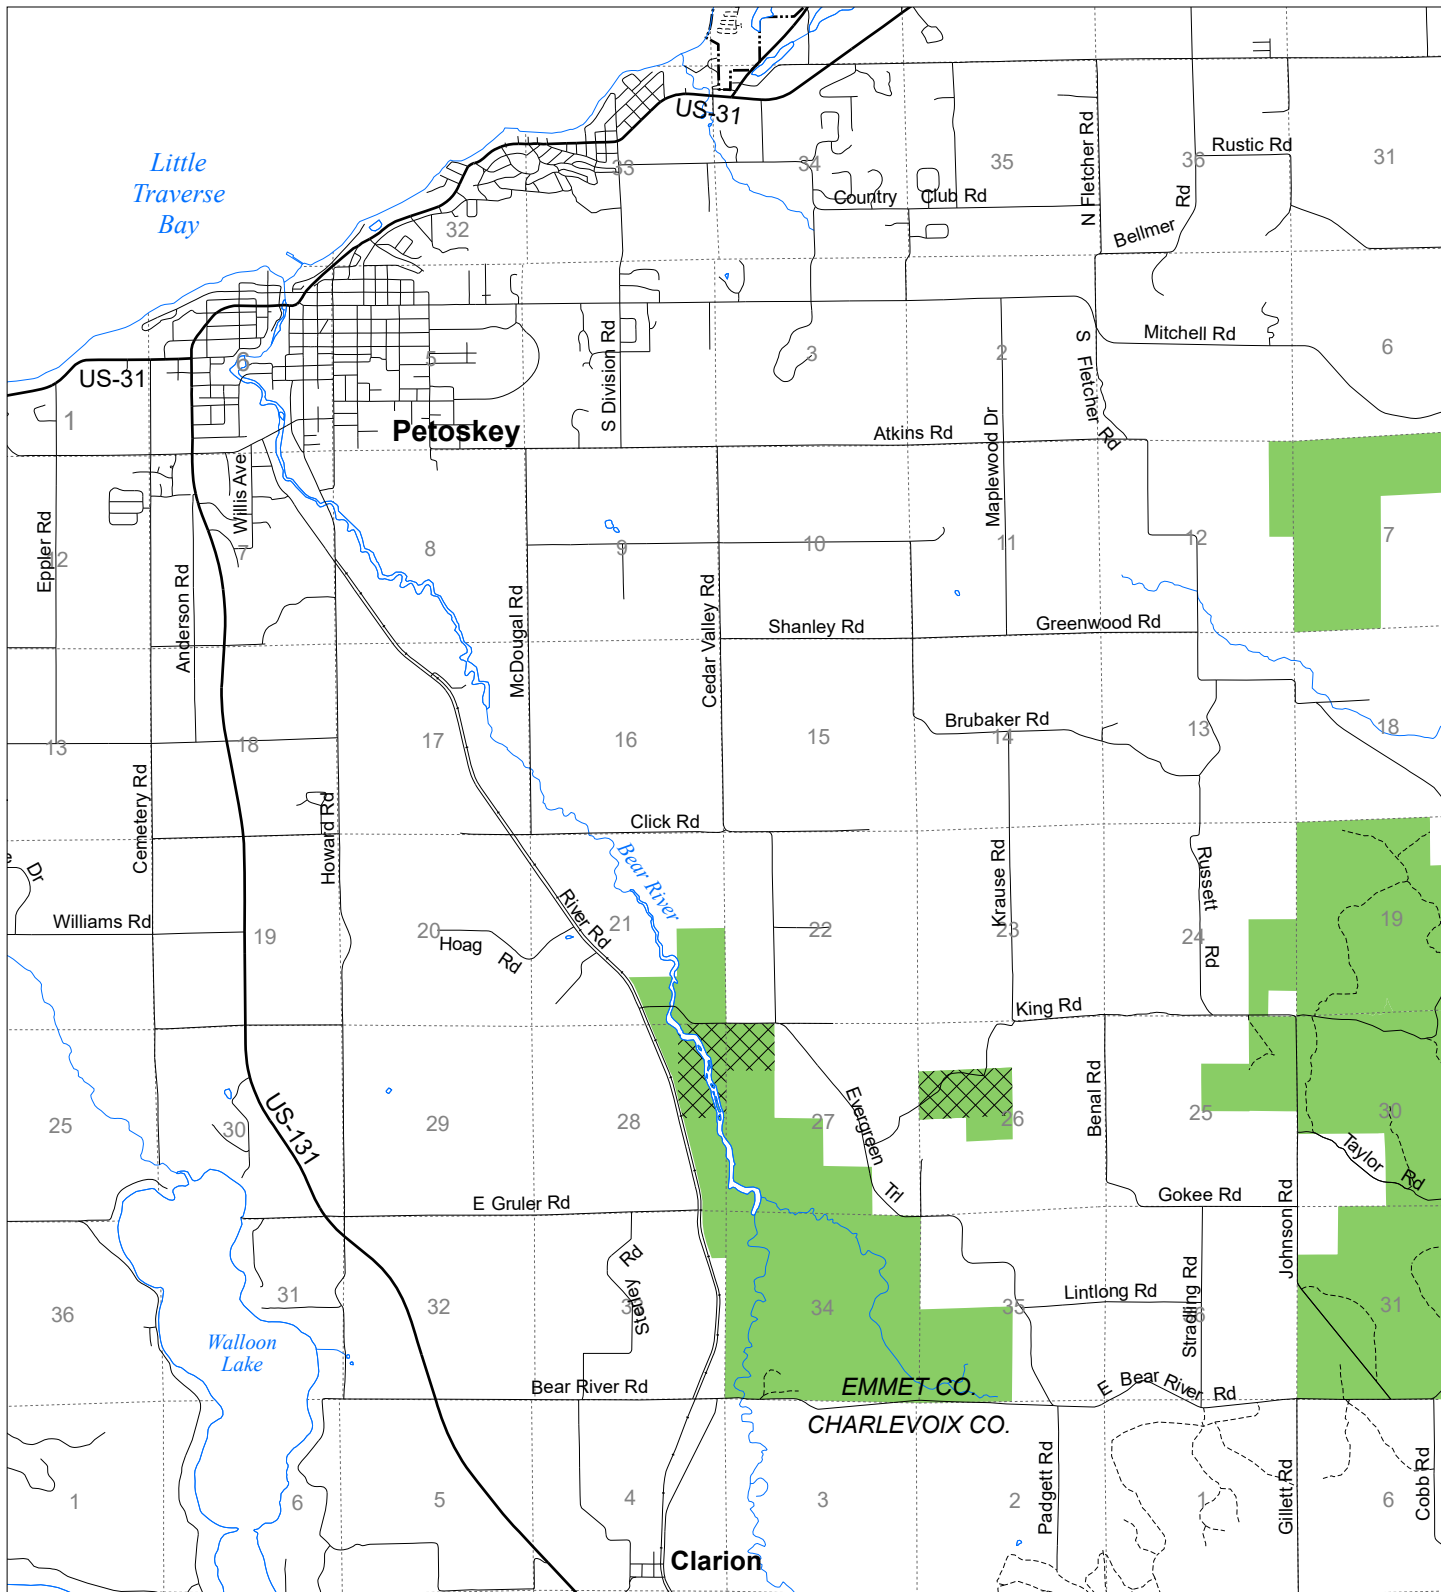 US-31
Little
Traverse
Bay
33
34
35
N Fletcher Rd
36
Rustic Rd
31
Country Club Rd
Rd
Bellmer
32
S Division Rd
3
2
S Fletcher Rd
Mitchell Rd
6
6
5
US-31
1
Petoskey
Atkins Rd
Maplewood Dr
Willis Ave
Eppler Rd
12
7
8
9
10
11
12
7
Anderson Rd
McDougal Rd
Cedar Valley Rd
Shanley Rd
Greenwood Rd
Brubaker Rd
13
18
17
16
15
14
13
18
Cemetery Rd
Howard Rd
Click Rd
Bear River
Krause Rd
Russett Rd
Dr
Williams Rd
19
20
Hoag Rd
River Rd
21
22
23
24
19
King Rd
US-131
Evergreen Trl
Benal Rd
25
30
29
28
27
26
25
30
Taylor Rd
E Gruler Rd
Gokee Rd
Johnson Rd
Stradling Rd
31
32
34
35
Lintlong Rd
31
36
Walloon
Lake
Bear River Rd
EMMET CO.
E Bear River Rd
CHARLEVOIX CO.
Padgett Rd
Gillett Rd
Cobb Rd
1
6
5
4
3
2
1
6
Clarion